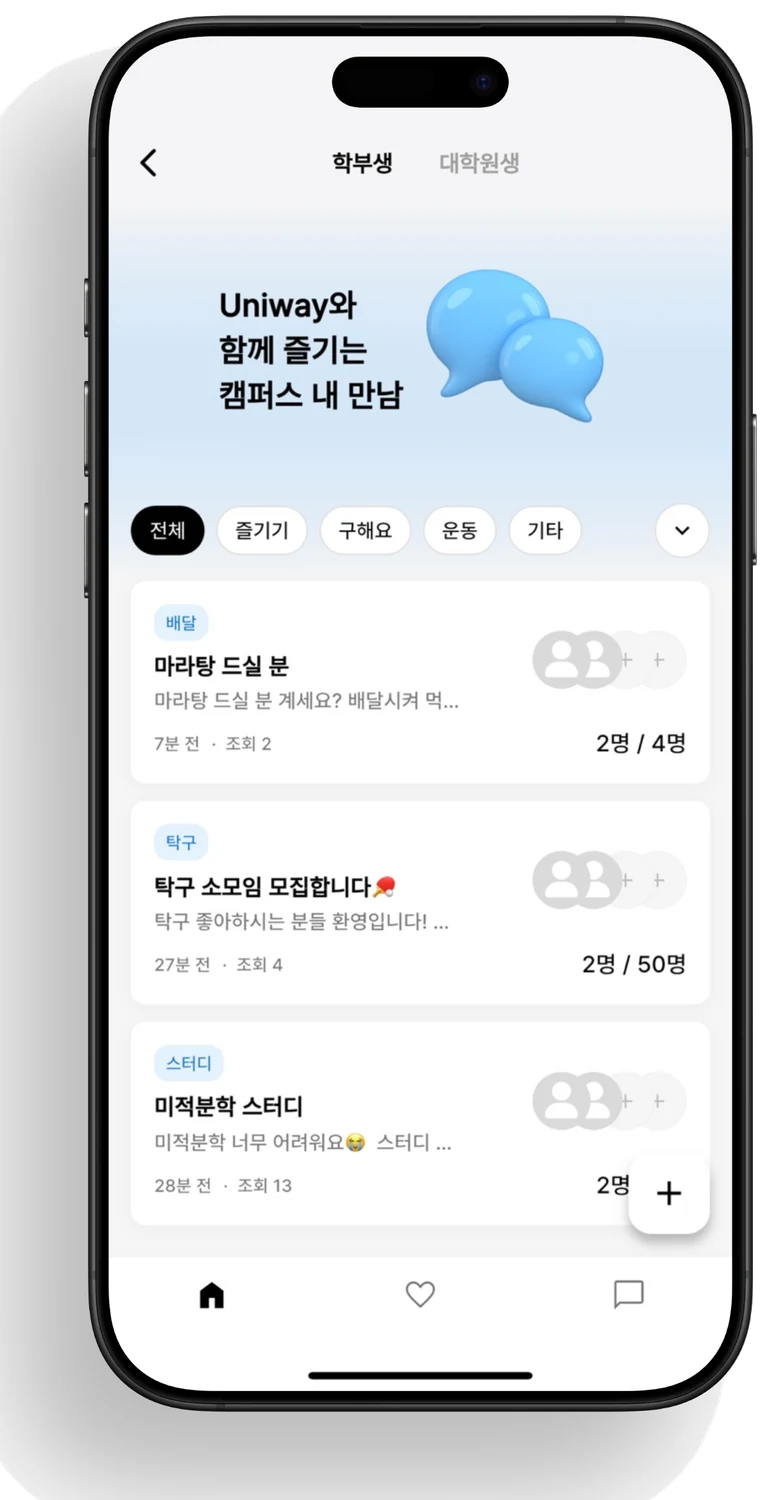 학부생 대학원생
Uniway와
함께 즐기는
캠퍼스 내 만남
전체 즐기기 구해요 운동 기타
배달
마라탕 드실 분
마라탕 드실 분 계세요? 배달시켜 먹...
7분 전 · 조회 2
2명 / 4명
탁구
탁구 소모임 모집합니다🏓
탁구 좋아하시는 분들 환영입니다! ...
27분 전 · 조회 4
2명 / 50명
스터디
미적분학 스터디
미적분학 너무 어려워요😭 스터디 ...
28분 전 · 조회 13
2명